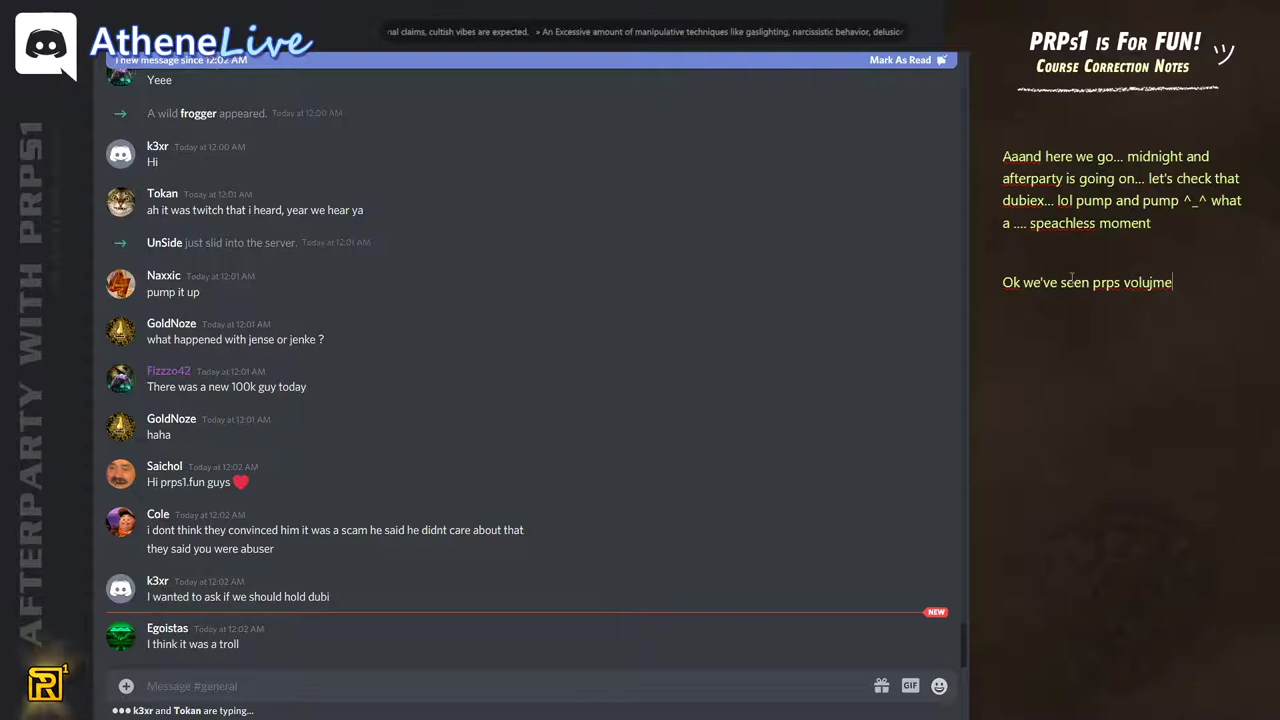 AtheneLive
nal claims, cultish vibes are expected. » An Excessive amount of manipulative techniques like gaslighting, narcissistic behavior, delusior
PRPs1 is For FUN!
Course Correction Notes
ツ
1 new message since 12:02 AM
Mark As Read
Yeee
A wild frogger appeared. Today at 12:00 AM
k3xr Today at 12:00 AM
Hi
Tokan Today at 12:01 AM
ah it was twitch that i heard, year we hear ya
UnSide just slid into the server. Today at 12:01 AM
Naxxic Today at 12:01 AM
pump it up
GoldNoze Today at 12:01 AM
what happened with jense or jenke ?
Fizzzo42 Today at 12:01 AM
There was a new 100k guy today
GoldNoze Today at 12:01 AM
haha
Saichol Today at 12:02 AM
Hi prps1.fun guys ❤
Cole Today at 12:02 AM
i dont think they convinced him it was a scam he said he didnt care about that
they said you were abuser
k3xr Today at 12:02 AM
I wanted to ask if we should hold dubi
NEW
Egoistas Today at 12:02 AM
I think it was a troll
Message #general
GIF
k3xr and Tokan are typing...
Aaand here we go... midnight and
afterparty is going on... let's check that
dubiex... lol pump and pump ^_^ what
a .... speachless moment
Ok we've seen prps volujme
AFTERPARTY WITH PRPS1
R1